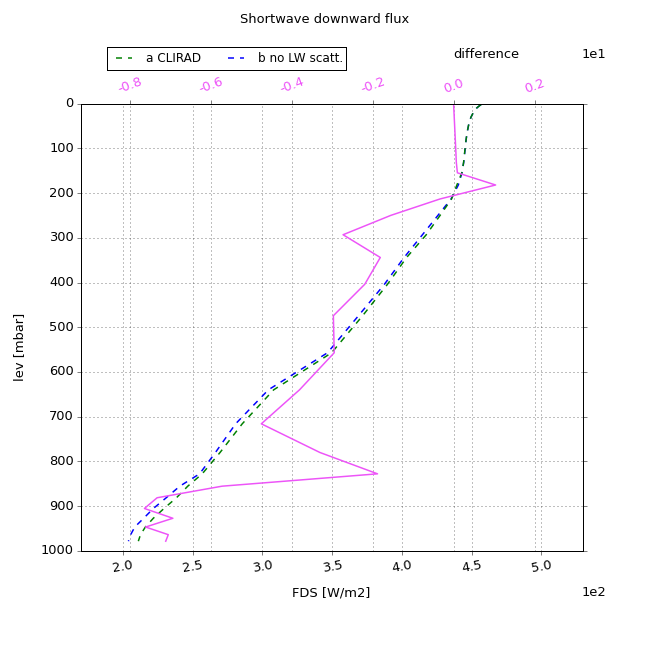 Shortwave downward flux
a CLIRAD b no LW scatt.
difference 1e1
-0.8 -0.6 -0.4 -0.2 0.0 0.2
0
100
200
300
400
500
600
700
800
900
1000
lev [mbar]
2.0 2.5 3.0 3.5 4.0 4.5 5.0
FDS [W/m2] 1e2